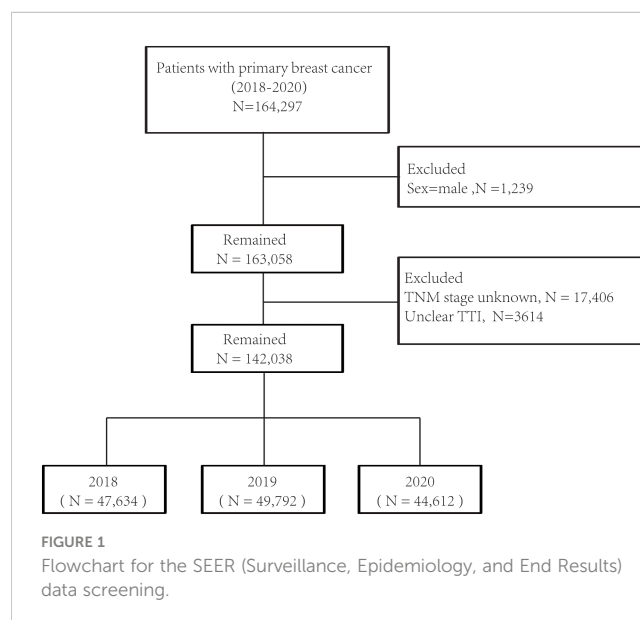 Patients with primary breast cancer
(2018-2020)
N=164,297
Excluded
Sex=male ,N =1,239
Remained
N = 163,058
Excluded
TNM stage unknown, N = 17,406
Unclear TTI,  N=3614
Remained
N = 142,038
2018
( N = 47,634 )
2019
( N = 49,792 )
2020
( N = 44,612 )
FIGURE 1
Flowchart for the SEER (Surveillance, Epidemiology, and End Results)
data screening.